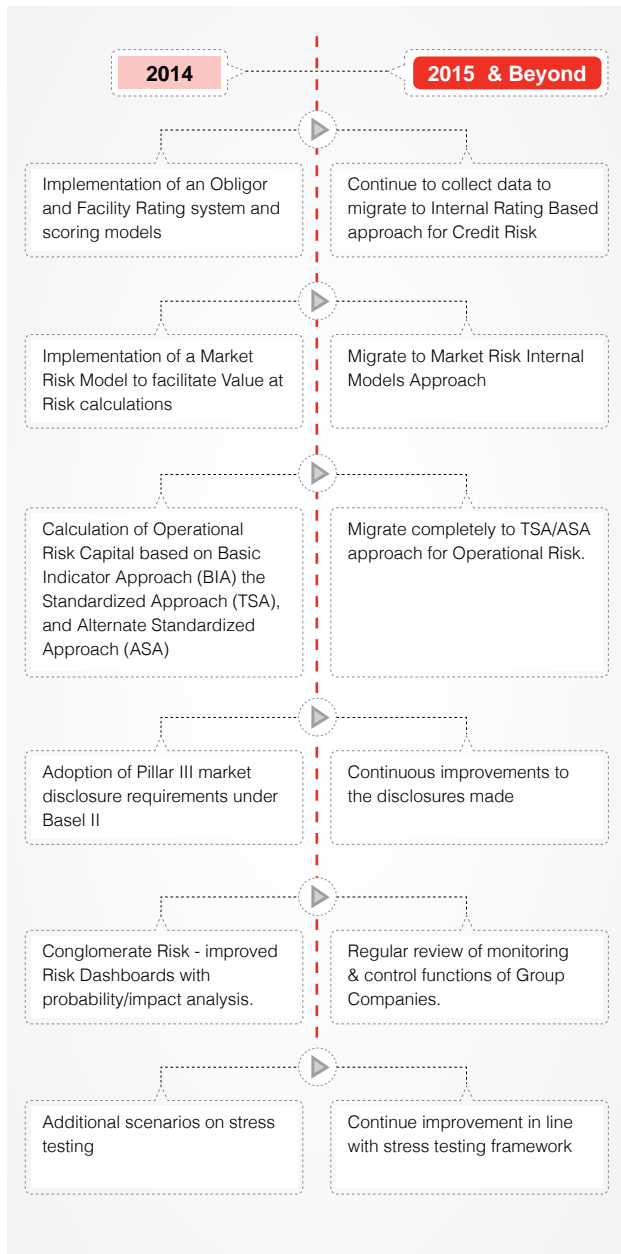 2014
2015 & Beyond
Implementation of an Obligor
and Facility Rating system and
scoring models
Continue to collect data to
migrate to Internal Rating Based
approach for Credit Risk
Implementation of a Market
Risk Model to facilitate Value at
Risk calculations
Migrate to Market Risk Internal
Models Approach
Calculation of Operational
Risk Capital based on Basic
Indicator Approach (BIA) the
Standardized Approach (TSA),
and Alternate Standardized
Approach (ASA)
Migrate completely to TSA/ASA
approach for Operational Risk.
Adoption of Pillar III market
disclosure requirements under
Basel II
Continuous improvements to
the disclosures made
Conglomerate Risk - improved
Risk Dashboards with
probability/impact analysis.
Regular review of monitoring
& control functions of Group
Companies.
Additional scenarios on stress
testing
Continue improvement in line
with stress testing framework